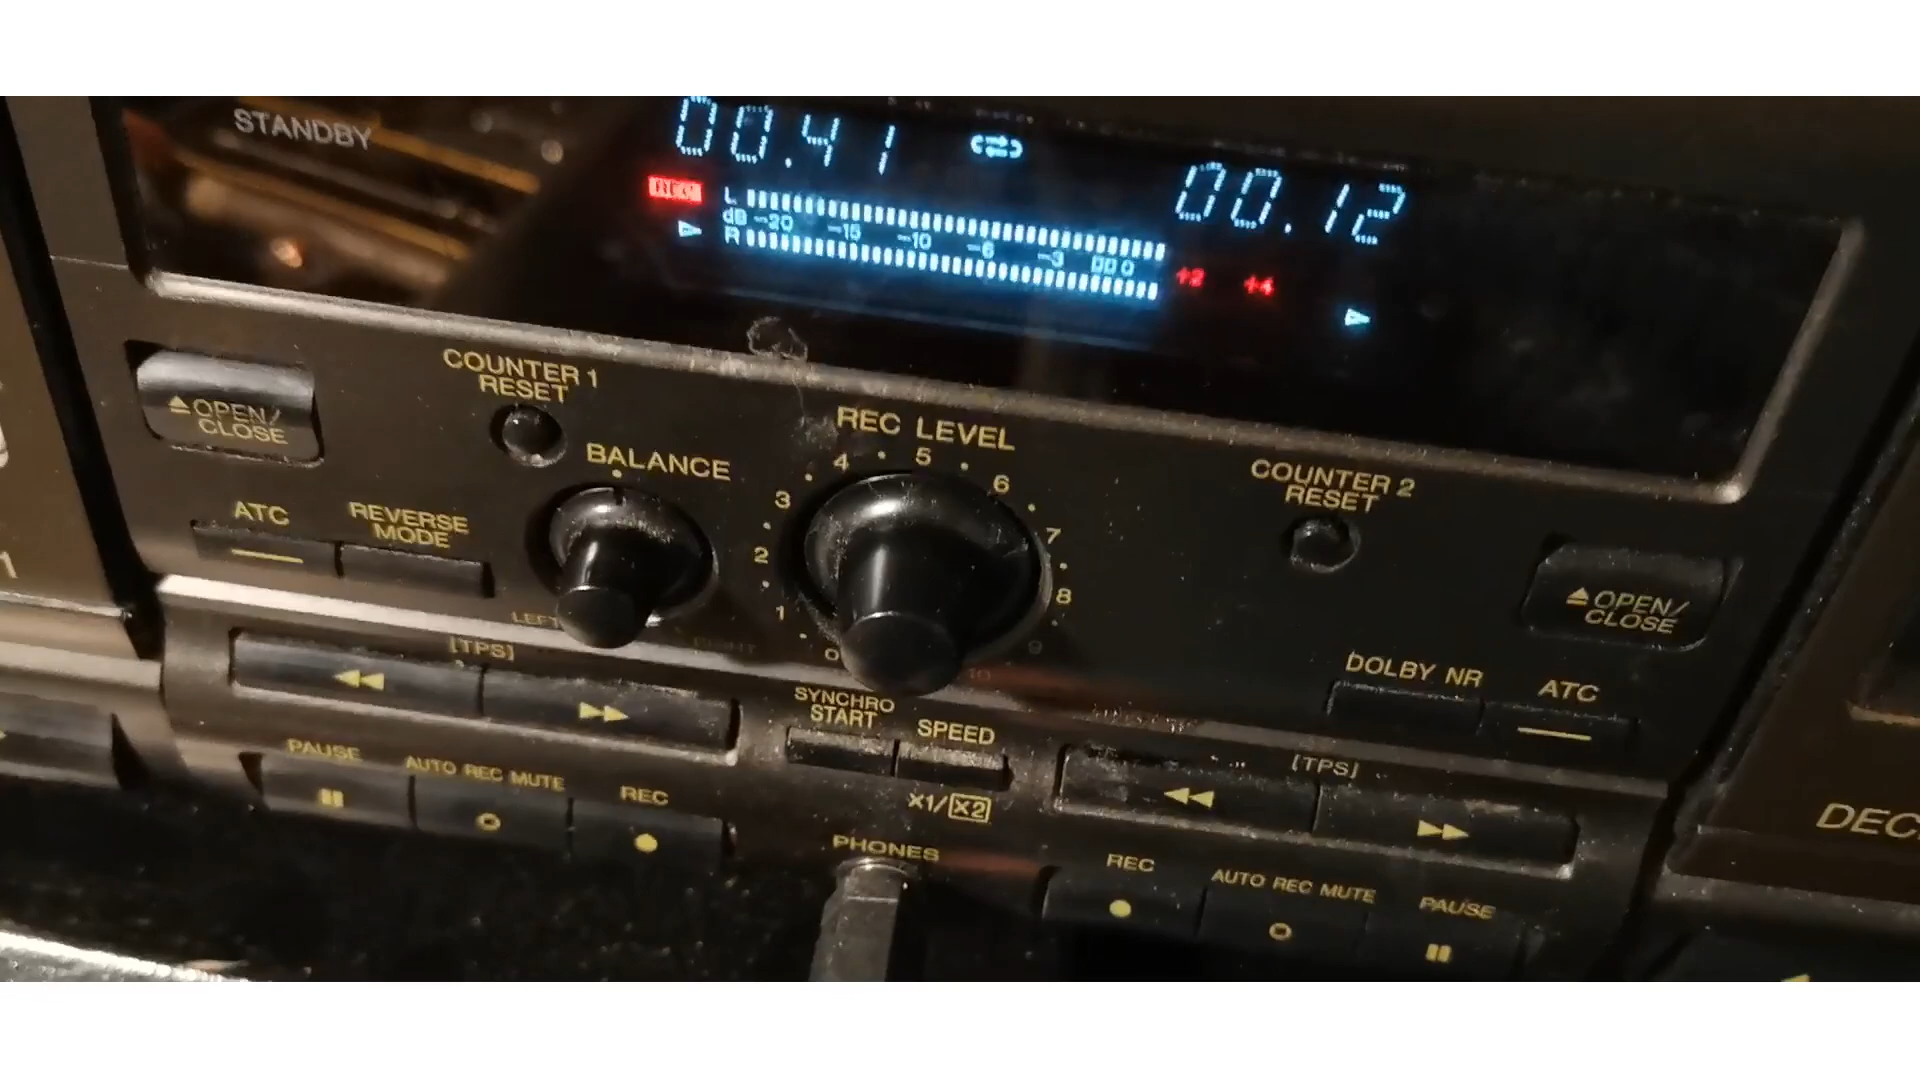 STANDBY
00.41
00.12
REC
L
dB -20 -15 -10 -6 -3 0 +2 +4
R
OPEN/
CLOSE
COUNTER 1
RESET
BALANCE
LEFT
RIGHT
REC LEVEL
0 1 2 3 4 5 6 7 8 9 10
COUNTER 2
RESET
OPEN/
CLOSE
ATC
REVERSE
MODE
DOLBY NR
ATC
[TPS]
SYNCHRO
START
SPEED
X1/X2
[TPS]
PAUSE
AUTO REC MUTE
REC
PHONES
REC
AUTO REC MUTE
PAUSE
1
DEC